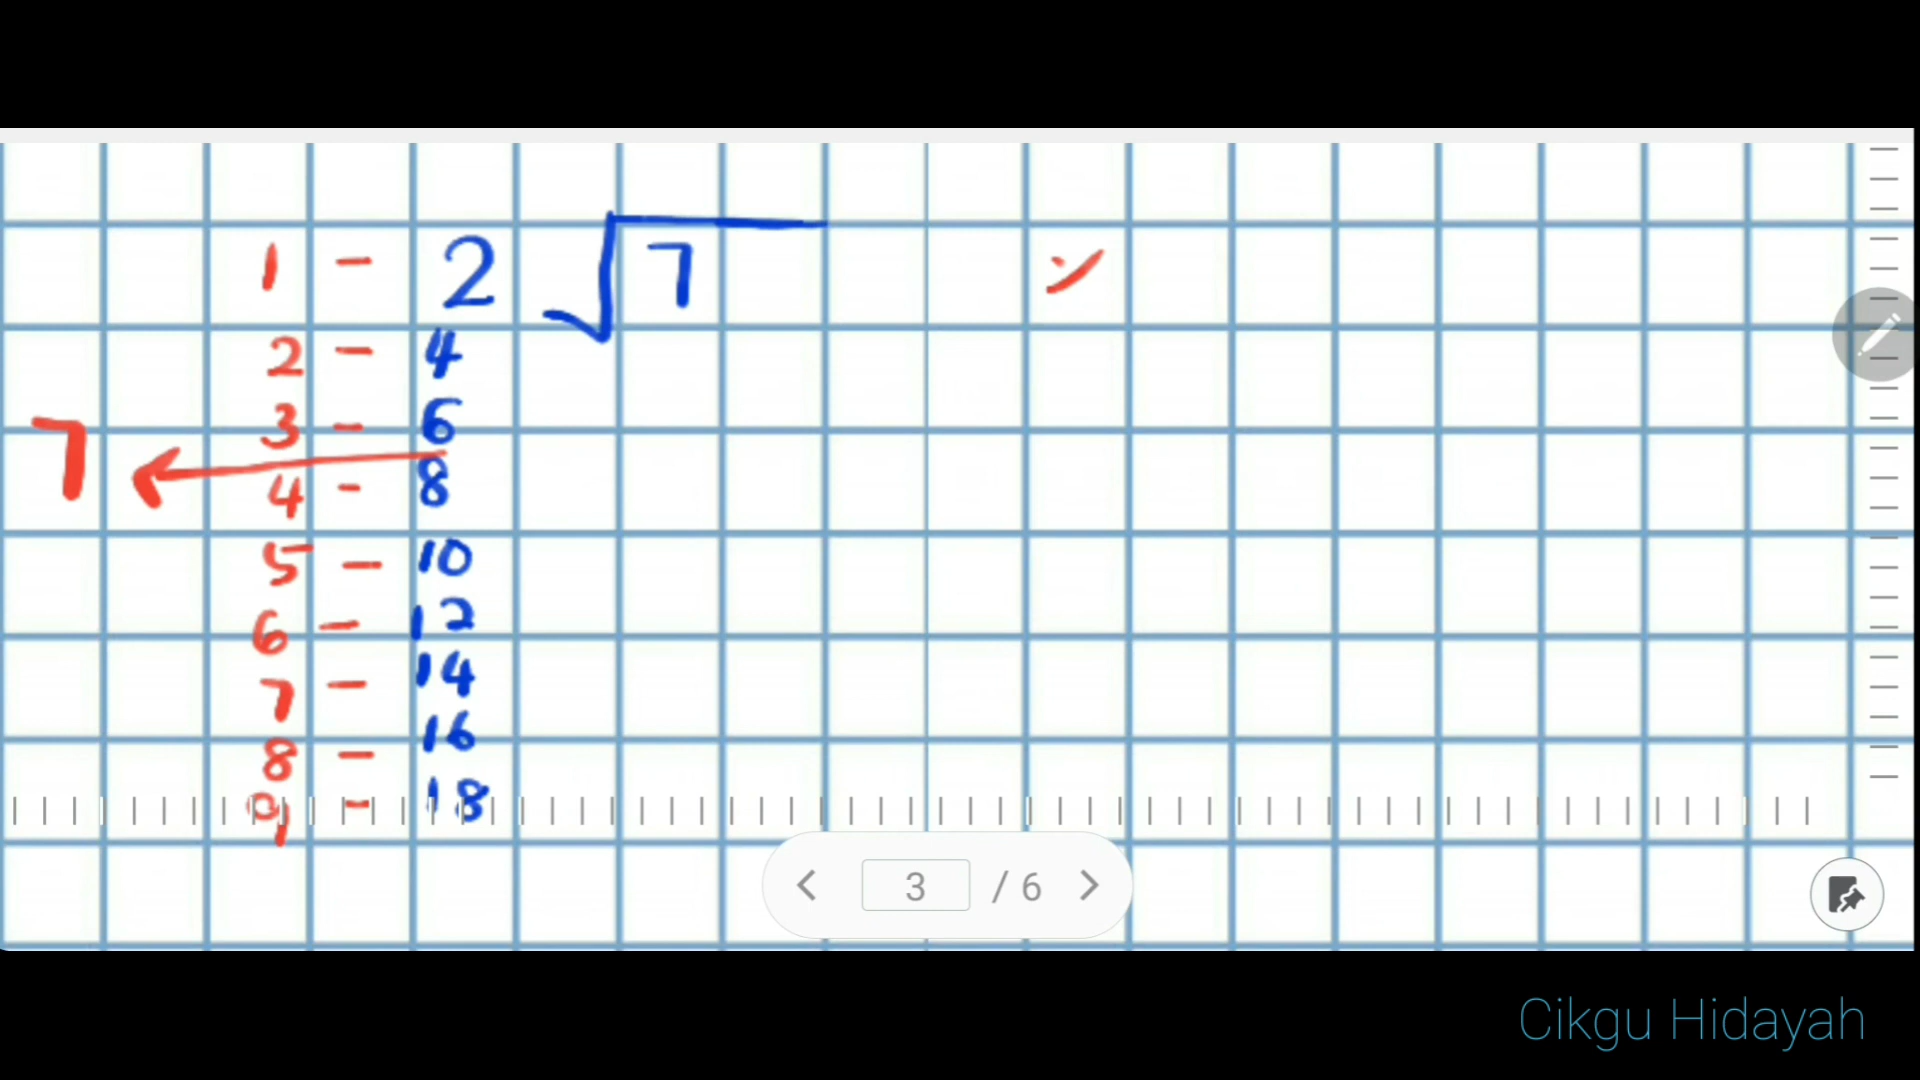 1 - 2 √7
2 - 4
3 - 6
7 ←
4 - 8
5 - 10
6 - 12
7 - 14
8 - 16
9 - 18
3 / 6
Cikgu Hidayah